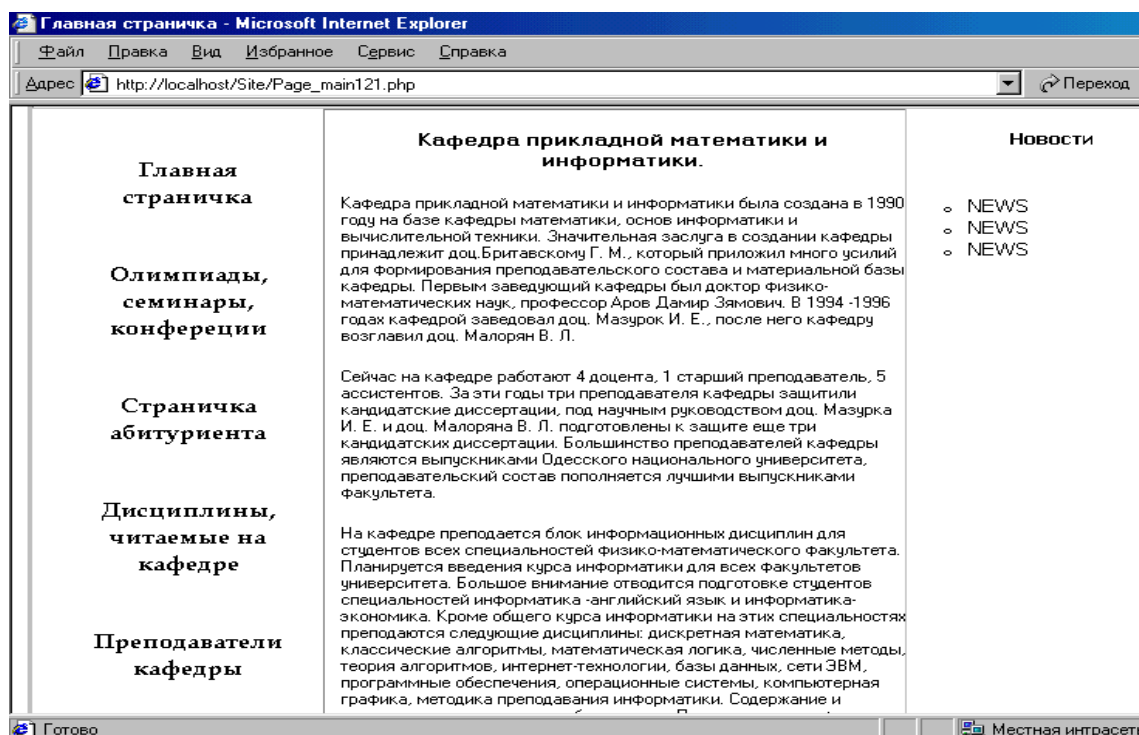 Главная страничка - Microsoft Internet Explorer
Файл Правка Вид Избранное Сервис Справка
Адрес http://localhost/Site/Page_main121.php Переход
Главная
страничка
Олимпиады,
семинары,
конфереции
Страничка
абитуриента
Дисциплины,
читаемые на
кафедре
Преподаватели
кафедры
Кафедра прикладной математики и
информатики.
Кафедра прикладной математики и информатики была создана в 1990
году на базе кафедры математики, основ информатики и
вычислительной техники. Значительная заслуга в создании кафедры
принадлежит доц.Бритавскому Г. М., который приложил много усилий
для формирования преподавательского состава и материальной базы
кафедры. Первым заведующий кафедры был доктор физико-
математических наук, профессор Аров Дамир Зямович. В 1994 -1996
годах кафедрой заведовал доц. Мазурок И. Е., после него кафедру
возглавил доц. Малорян В. Л.
Сейчас на кафедре работают 4 доцента, 1 старший преподаватель, 5
ассистентов. За эти годы три преподавателя кафедры защитили
кандидатские диссертации, под научным руководством доц. Мазурка
И. Е. и доц. Малоряна В. Л. подготовлены к защите еще три
кандидатских диссертации. Большинство преподавателей кафедры
являются выпускниками Одесского национального университета,
преподавательский состав пополняется лучшими выпускниками
факультета.
На кафедре преподается блок информационных дисциплин для
студентов всех специальностей физико-математического факультета.
Планируется введения курса информатики для всех факультетов
университета. Большое внимание отводится подготовке студентов
специальностей информатика -английский язык и информатика-
экономика. Кроме общего курса информатики на этих специальностях
преподаются следующие дисциплины: дискретная математика,
классические алгоритмы, математическая логика, численные методы,
теория алгоритмов, интернет-технологии, базы данных, сети ЭВМ,
программные обеспечения, операционные системы, компьютерная
графика, методика преподавания информатики. Содержание и
Новости
NEWS
NEWS
NEWS
Готово Местная интрасеть